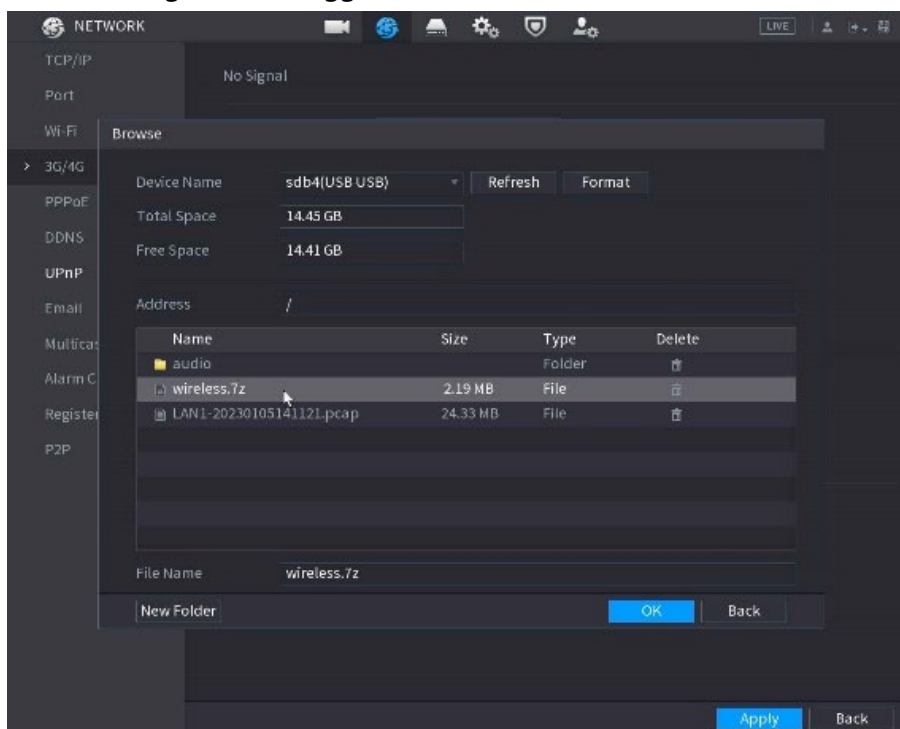 NETWORK LIVE
TCP/IP
No Signal
Port
Wi-Fi
Browse
3G/4G
Device Name sdb4(USB USB) Refresh Format
PPPoE
Total Space 14.45 GB
DDNS
Free Space 14.41 GB
UPnP
Email
Address /
Multicas
Name Size Type Delete
audio Folder
Alarm C
wireless.7z 2.19 MB File
Register
LAN1-20230105141121.pcap 24.33 MB File
P2P
File Name wireless.7z
New Folder OK Back
Apply Back